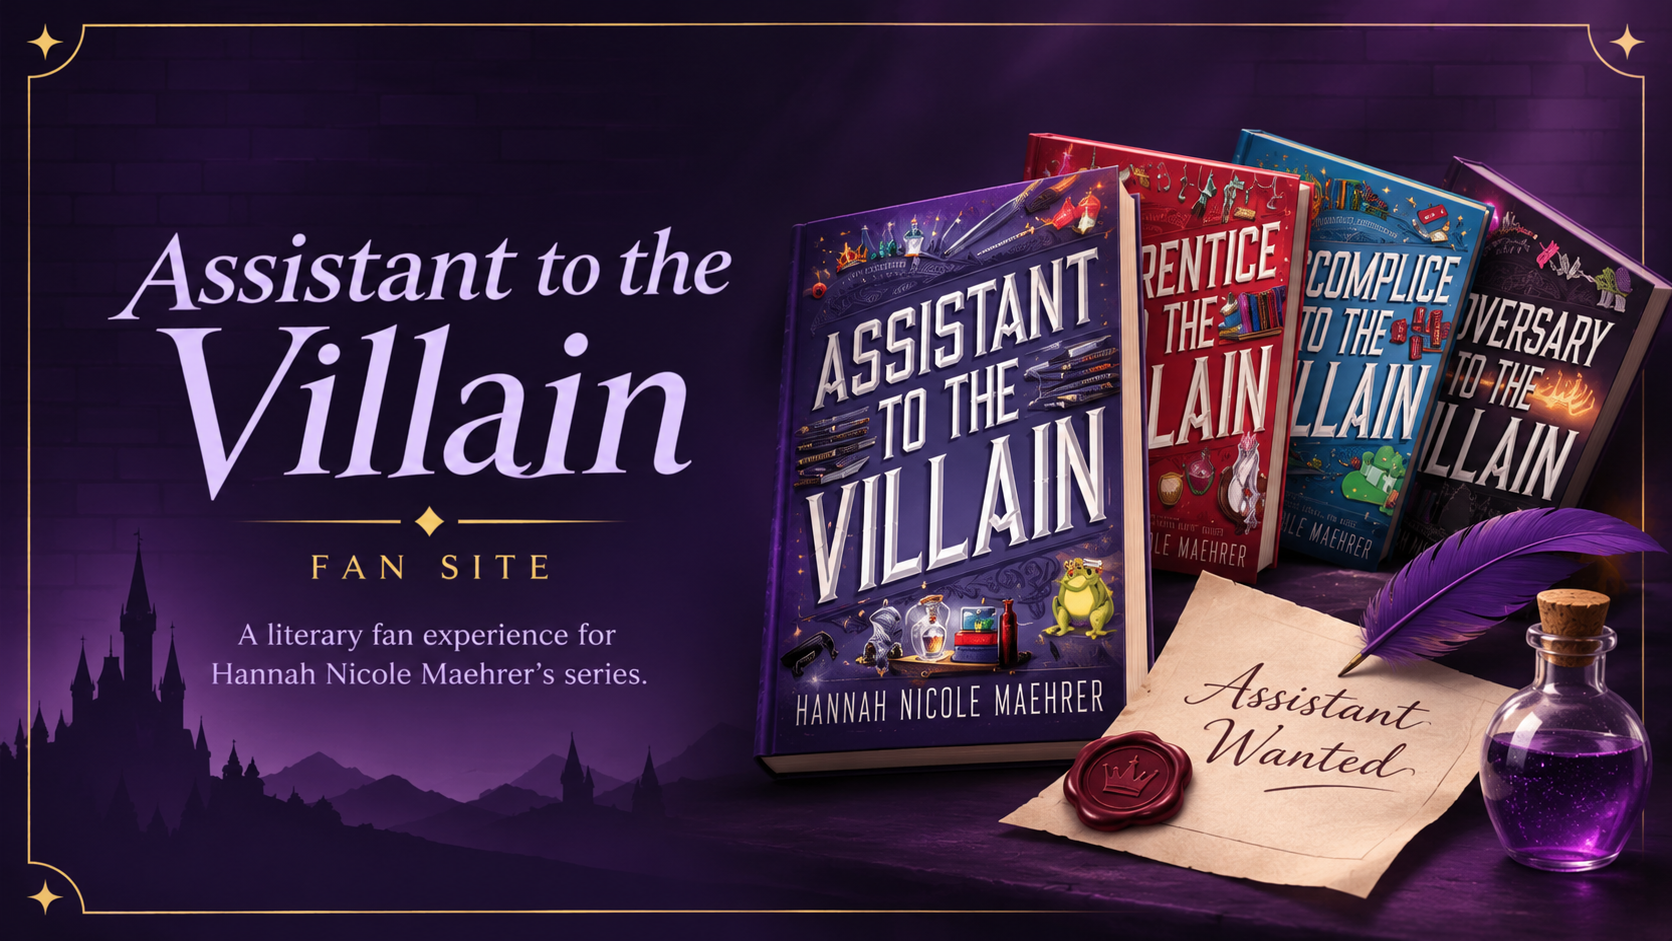 Assistant to the
Villain
FAN SITE
A literary fan experience for
Hannah Nicole Maehrer’s series.
ASSISTANT
TO THE
VILLAIN
HANNAH NICOLE MAEHRER
RENTICE
THE
LAIN
LE MAEHRER
COMPLICE
TO THE
LLAIN
LE MAEHRER
VERSARY
TO THE
LLAIN
Assistant
Wanted